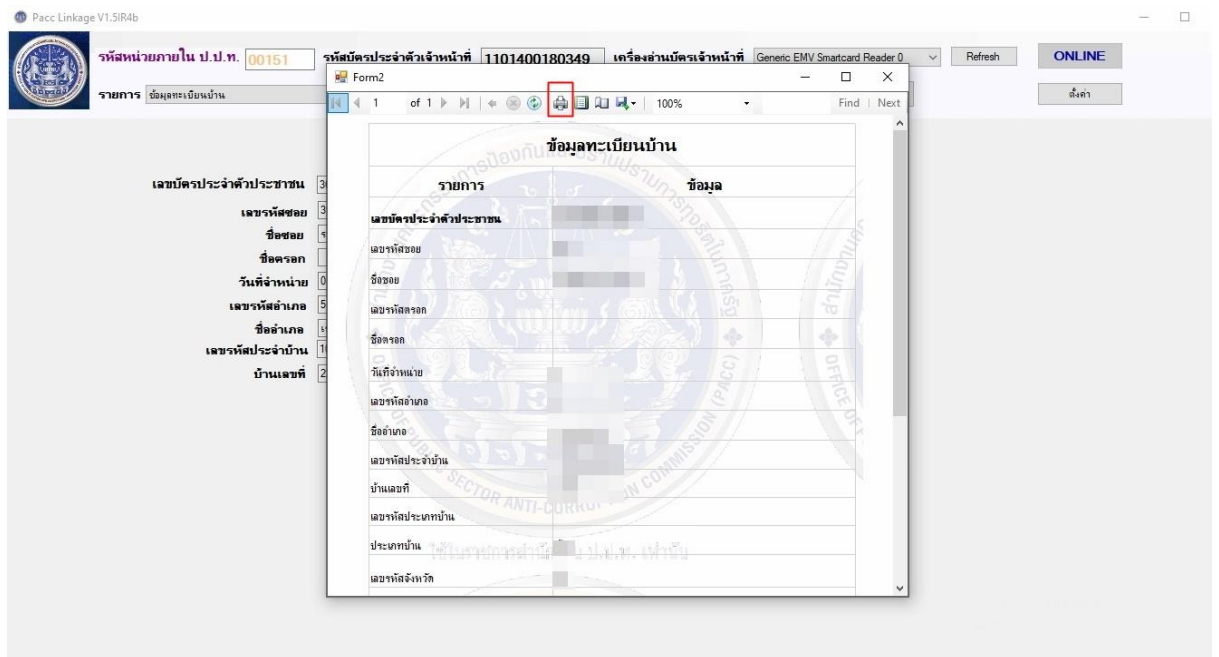 Pacc Linkage V1.5IR4b
รหัสหน่วยภายใน ป.ป.ท. 00151 รหัสบัตรประจำตัวเจ้าหน้าที่ 1101400180349 เครื่องอ่านบัตรเจ้าหน้าที่ Generic EMV Smartcard Reader 0 Refresh ONLINE
รายการ ข้อมูลทะเบียนบ้าน ตั้งค่า
Form2
1 of 1 100% Find | Next
ข้อมูลทะเบียนบ้าน
รายการ ข้อมูล
เลขบัตรประจำตัวประชาชน
เลขรหัสซอย
ชื่อซอย
เลขรหัสตรอก
ชื่อตรอก
วันที่จำหน่าย
เลขรหัสอำเภอ
ชื่ออำเภอ
เลขรหัสประจำบ้าน
บ้านเลขที่
เลขรหัสประเภทบ้าน
ประเภทบ้าน
เลขรหัสจังหวัด
เลขบัตรประจำตัวประชาชน 3
เลขรหัสซอย 3
ชื่อซอย
ชื่อตรอก
วันที่จำหน่าย 0
เลขรหัสอำเภอ 5
ชื่ออำเภอ
เลขรหัสประจำบ้าน 1
บ้านเลขที่ 2
OFFICE OF PUBLIC SECTOR ANTI-CORRUPTION COMMISSION (PACC)